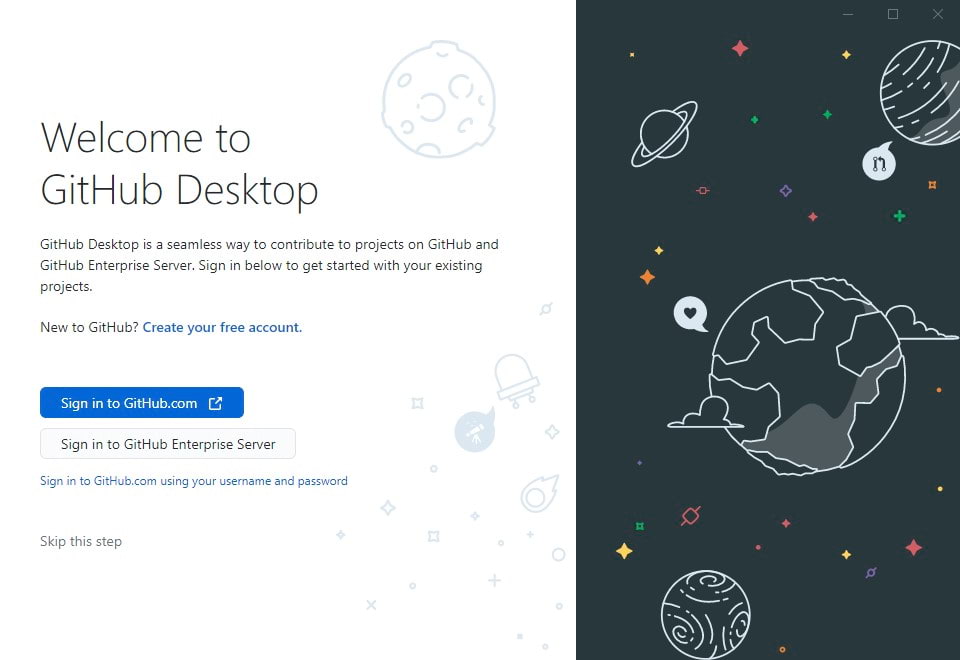 Welcome to
GitHub Desktop
GitHub Desktop is a seamless way to contribute to projects on GitHub and
GitHub Enterprise Server. Sign in below to get started with your existing
projects.
New to GitHub? Create your free account.
Sign in to GitHub.com
Sign in to GitHub Enterprise Server
Sign in to GitHub.com using your username and password
Skip this step